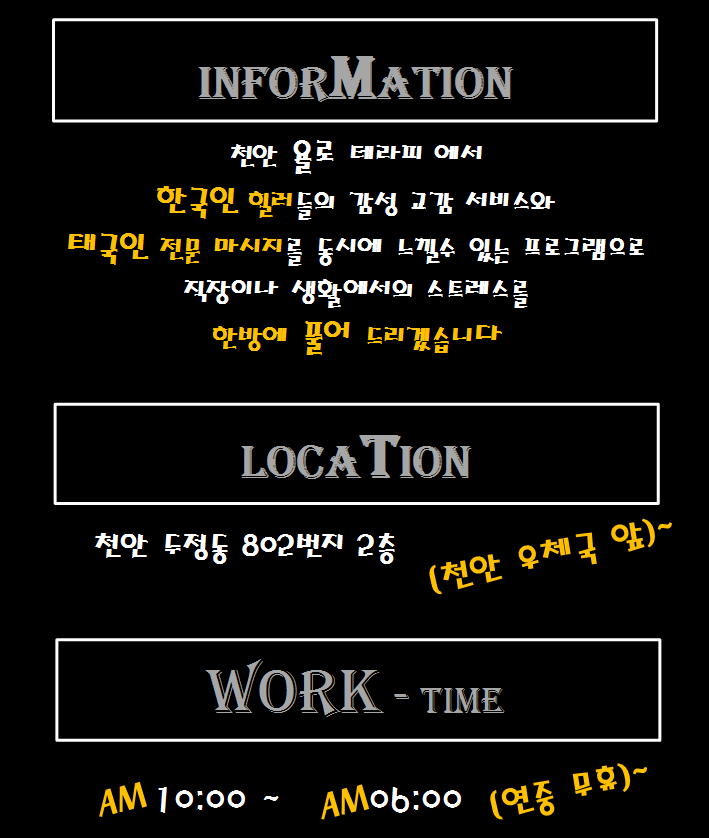 INFORMATION
천안 욜로 테라피 에서
한국인 힐러들의 감성 교감 서비스와
태국인 전문 마시지를 동시에 느낄수 있는 프로그램으로
직장이나 생활에서의 스트레스를
한방에 풀어 드리겠습니다
LOCATION
천안 두정동 802번지 2층 (천안 우체국 앞)~
WORK - TIME
AM 10:00 ~ AM06:00 (연중 무휴)~